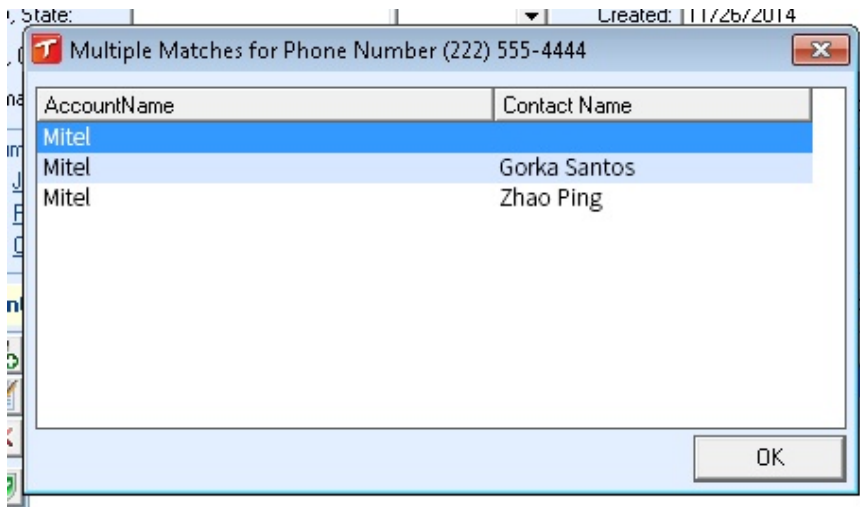 State:
Created: 11/26/2014
Multiple Matches for Phone Number (222) 555-4444
AccountName Contact Name
Mitel
Mitel Gorka Santos
Mitel Zhao Ping
OK